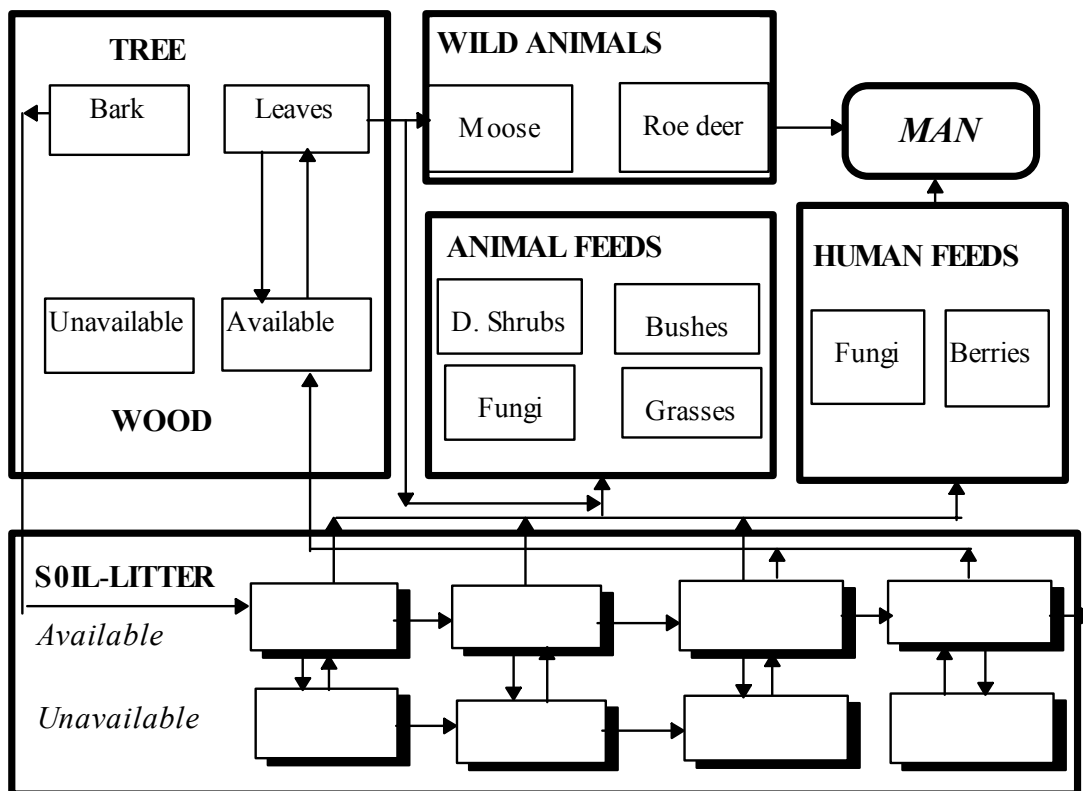 TREE
Bark
Leaves
Unavailable
Available
WOOD
WILD ANIMALS
Moose
Roe deer
MAN
ANIMAL FEEDS
D. Shrubs
Bushes
Fungi
Grasses
HUMAN FEEDS
Fungi
Berries
S0IL-LITTER
Available
Unavailable